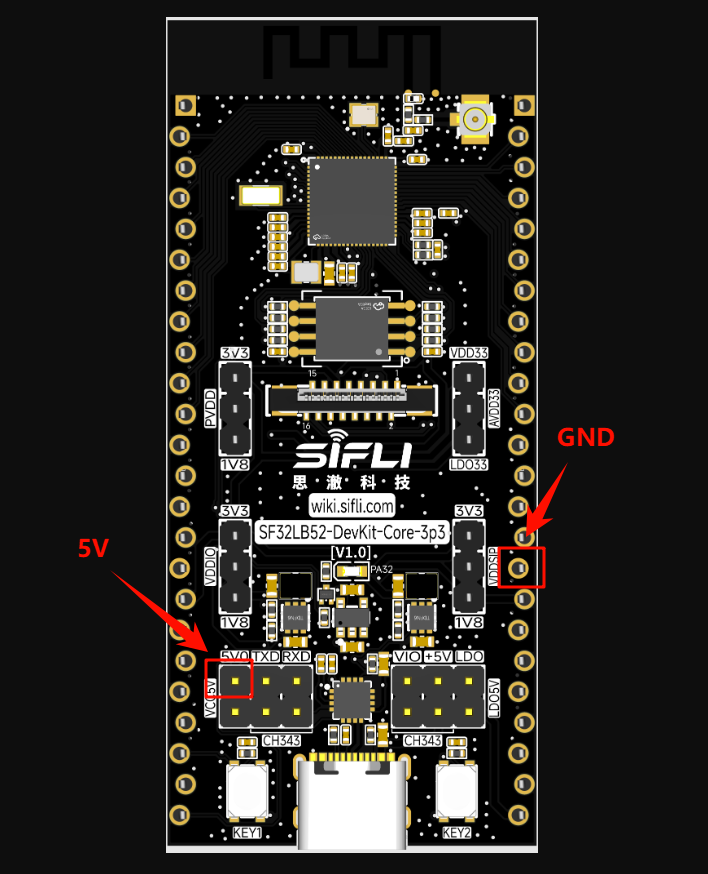 3V3
VDD33
15
1
PVDD
AVDD33
16
2
1V8
LDO33
SiFLi
思澈科技
wiki.sifli.com
3V3
SF32LB52-DevKit-Core-3p3
3V3
[V1.0]
GND
5V
VDDIO
PA32
VDDSIP
1V8
1V8
5V0
TXD
RXD
VIO
+5V
LDO
VCC5V
LDO5V
CH343
CH343
KEY1
KEY2